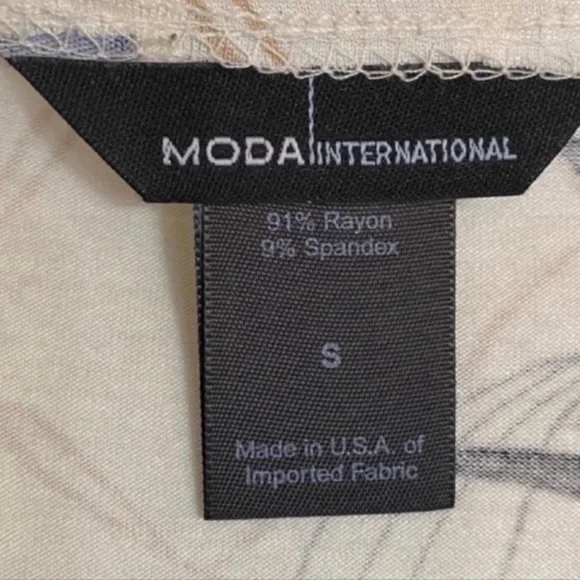 MODA INTERNATIONAL
91% Rayon
9% Spandex
S
Made in U.S.A. of
Imported Fabric